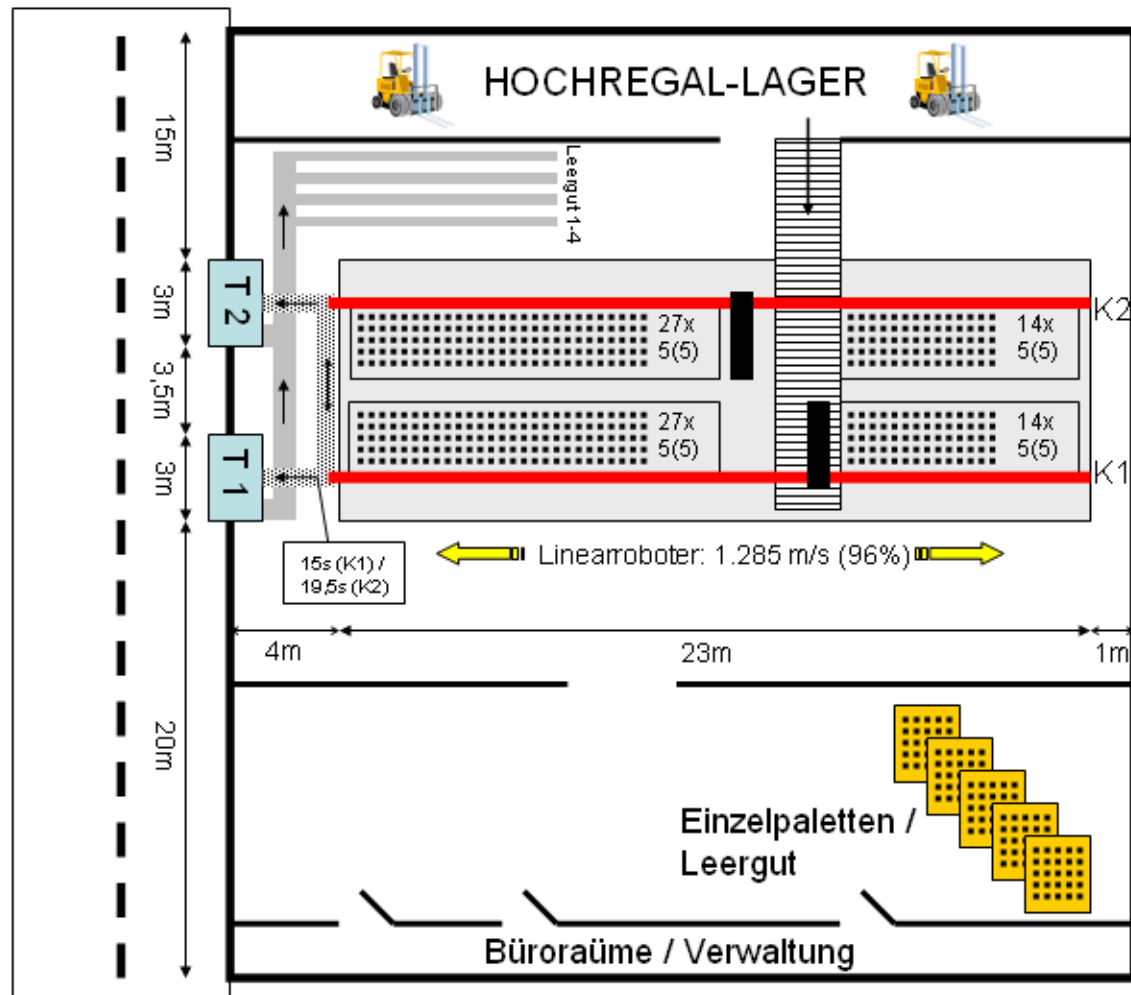 HOCHREGAL-LAGER
15m
Leergut 1-4
3m
T 2
K2
27x
5(5)
14x
5(5)
3,5m
27x
5(5)
14x
5(5)
3m
T 1
K1
15s (K1) /
19,5s (K2)
Linearroboter: 1.285 m/s (96%)
4m
23m
1m
20m
Einzelpaletten /
Leergut
Büroraüme / Verwaltung